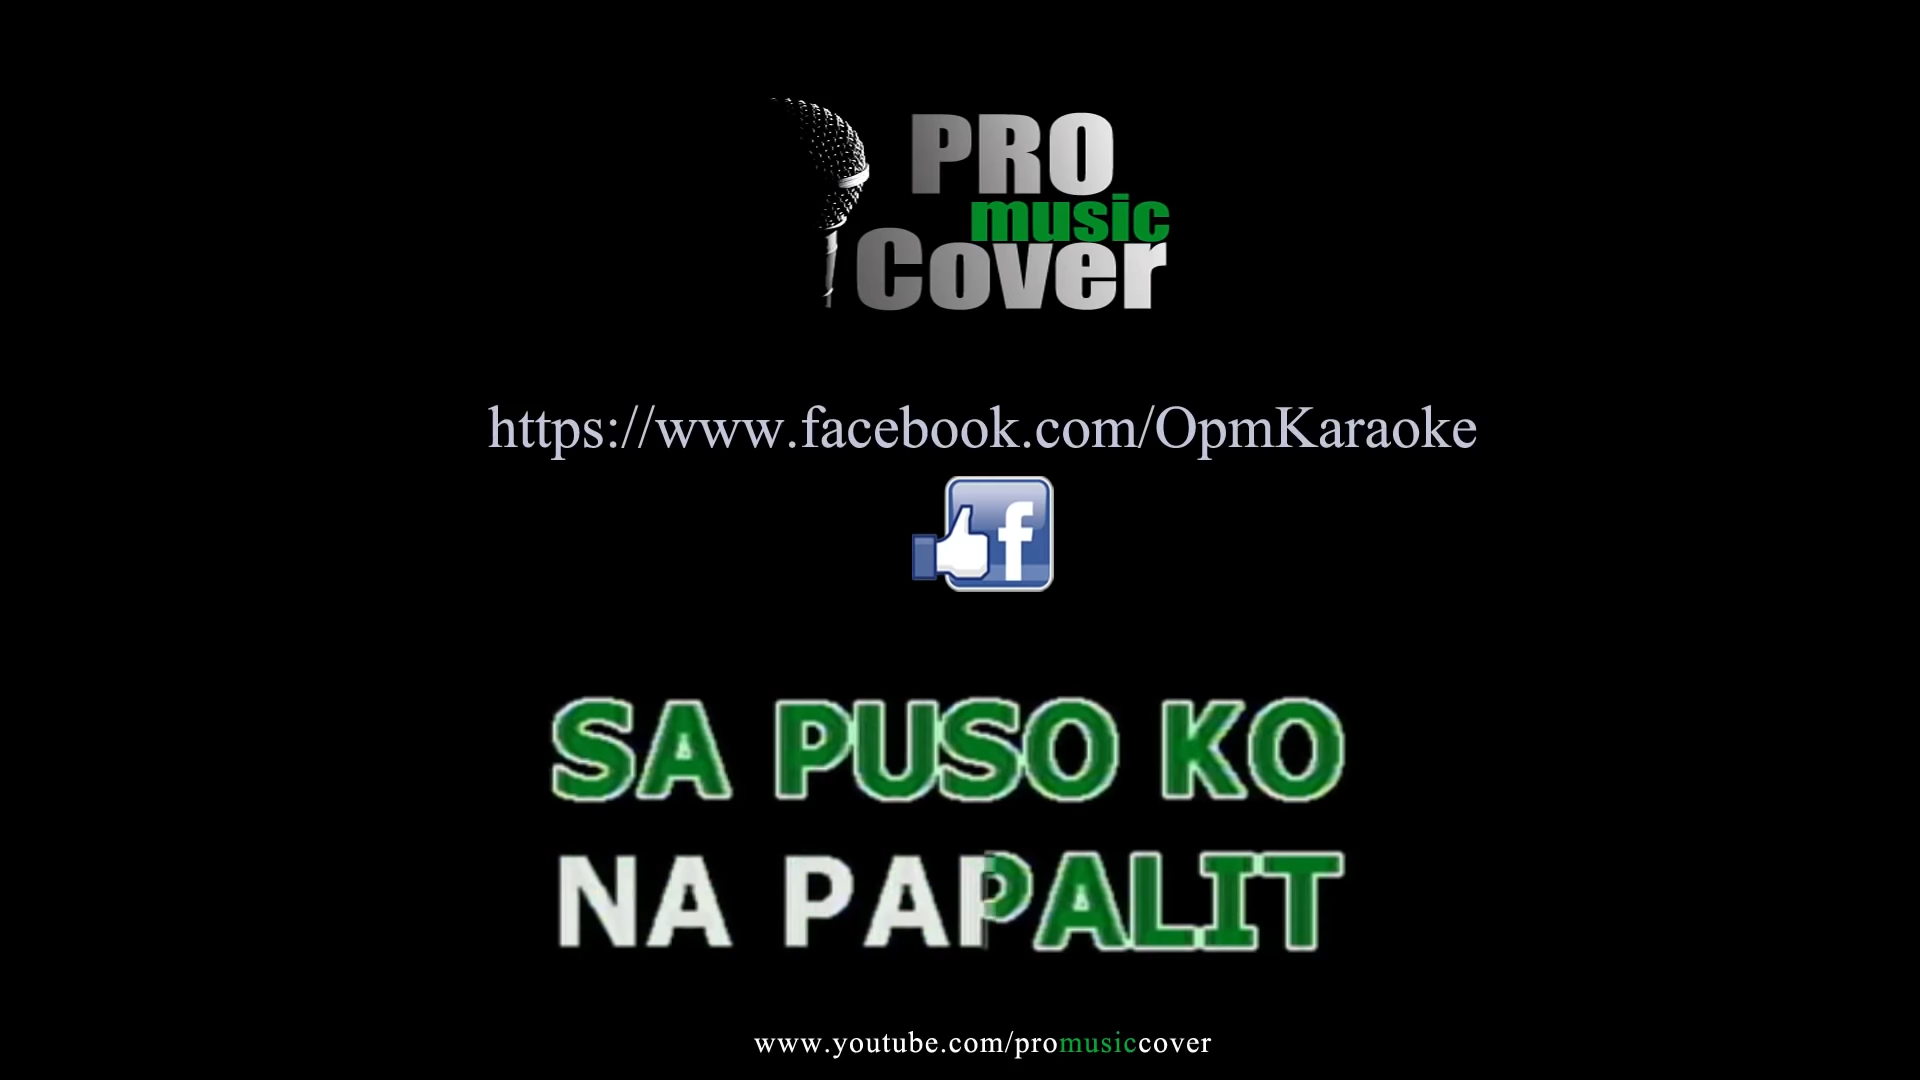 PRO
music
Cover
https://www.facebook.com/OpmKaraoke
f
SA PUSO KO
NA PAPALIT
www.youtube.com/promusiccover